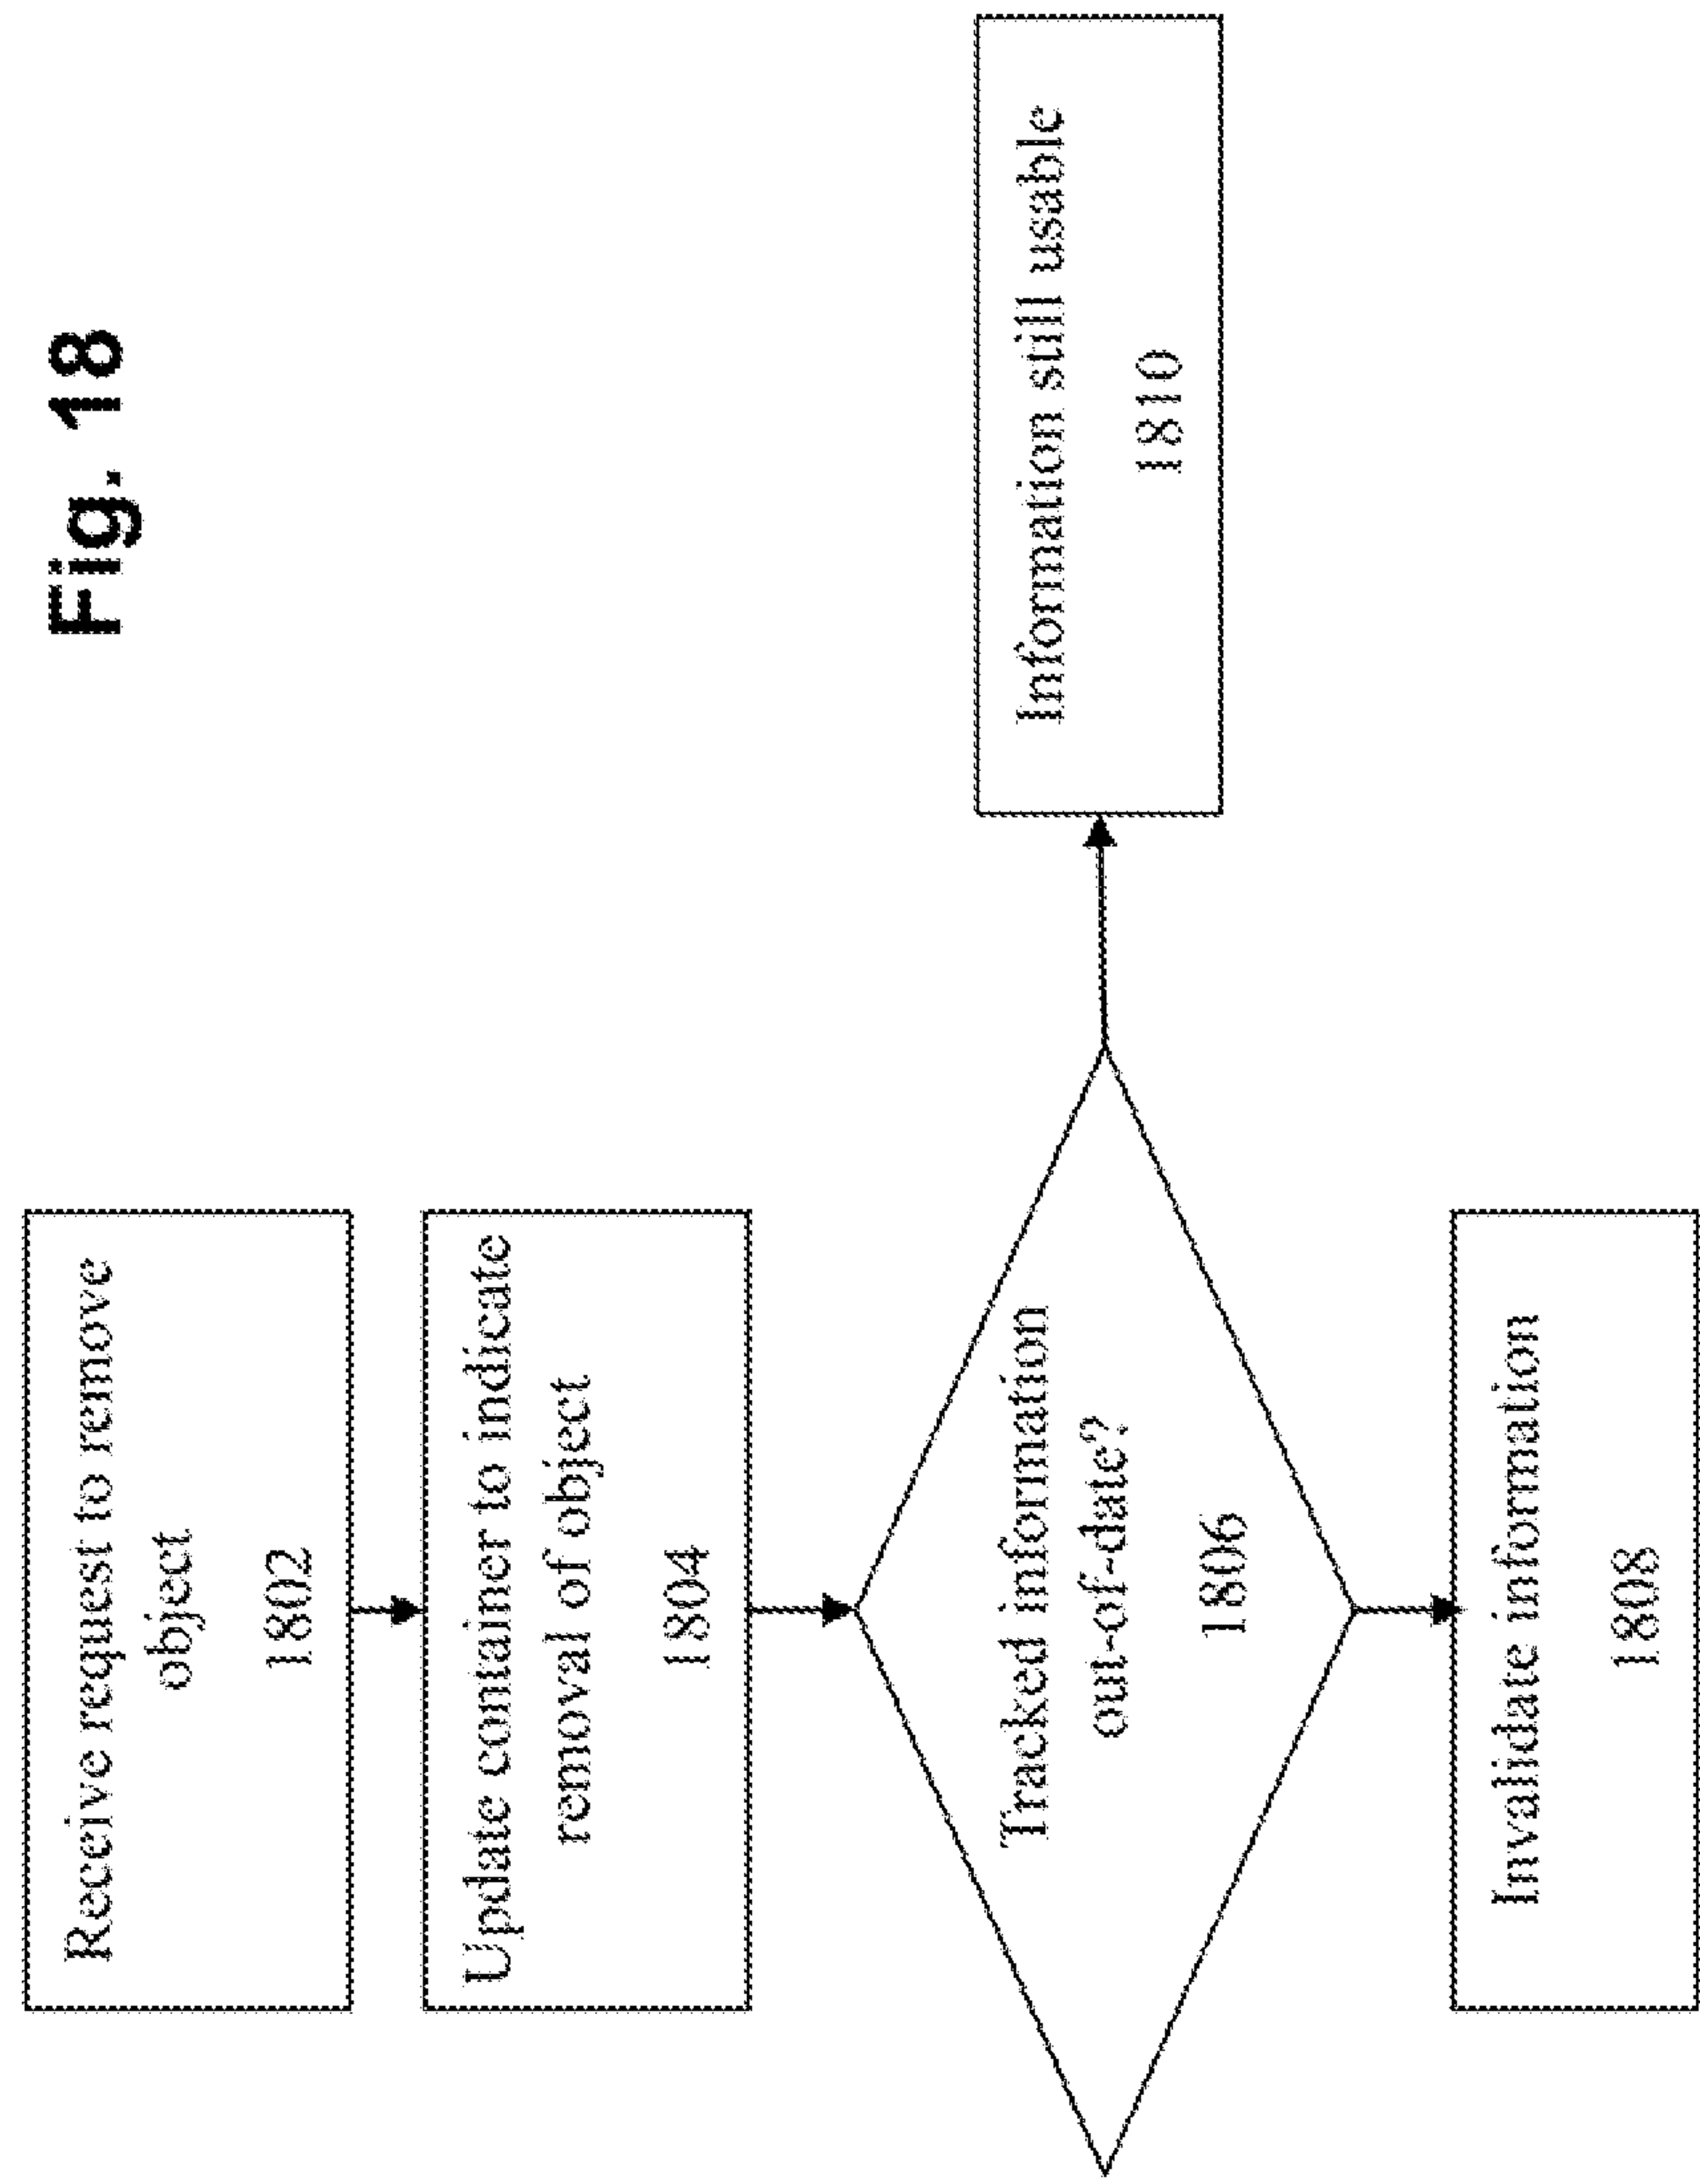 Fig. 18
Receive request to remove
object
1802
Update container to indicate
removal of object
1804
Tracked information
out-of-date?
1806
Information still usable
1810
Invalidate information
1808